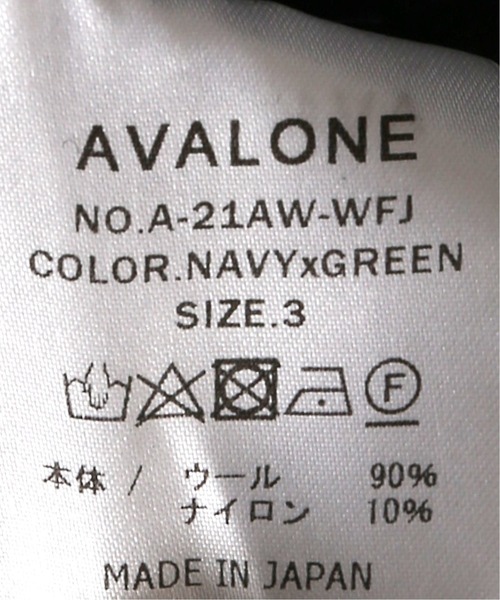 AVALONE
NO.A-21AW-WFJ
COLOR.NAVYxGREEN
SIZE.3
F
本体 / ウール 90%
ナイロン 10%
MADE IN JAPAN